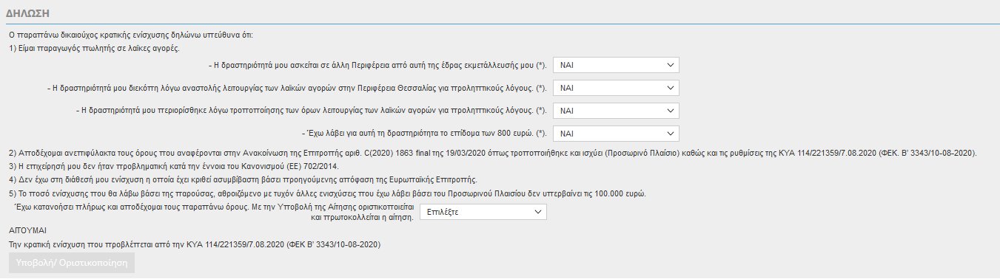 ΔΗΛΩΣΗ
Ο παραπάνω δικαιούχος κρατικής ενίσχυσης δηλώνω υπεύθυνα ότι:
1) Είμαι παραγωγός πωλητής σε λαϊκες αγορές.
- Η δραστηριότητά μου ασκείται σε άλλη Περιφέρεια από αυτή της έδρας εκμετάλλευσής μου (*). ΝΑΙ
- Η δραστηριότητά μου διεκόπη λόγω αναστολής λειτουργίας των λαϊκών αγορών στην Περιφέρεια Θεσσαλίας για προληπτικούς λόγους. (*). ΝΑΙ
- Η δραστηριότητά μου περιορίσθηκε λόγω τροποποίησης των όρων λειτουργίας των λαϊκών αγορών για προληπτικούς λόγους. (*). ΝΑΙ
- Έχω λάβει για αυτή τη δραστηριότητα το επίδομα των 800 ευρώ. (*). ΝΑΙ
2) Αποδέχομαι ανεπιφύλακτα τους όρους που αναφέρονται στην Ανακοίνωση της Επιτροπής αριθ. C(2020) 1863 final της 19/03/2020 όπως τροποποιήθηκε και ισχύει (Προσωρινό Πλαίσιο) καθώς και τις ρυθμίσεις της ΚΥΑ 114/221359/7.08.2020 (ΦΕΚ. Β' 3343/10-08-2020).
3) Η επιχείρησή μου δεν ήταν προβληματική κατά την έννοια του Κανονισμού (ΕΕ) 702/2014.
4) Δεν έχω στη διάθεσή μου ενίσχυση η οποία έχει κριθεί ασυμβίβαστη βάσει προηγούμενης απόφαση της Ευρωπαϊκής Επιτροπής.
5) Το ποσό ενίσχυσης που θα λάβω βάσει της παρούσας, αθροιζόμενο με τυχόν άλλες ενισχύσεις που έχω λάβει βάσει του Προσωρινού Πλαισίου δεν υπερβαίνει τις 100.000 ευρώ.
Έχω κατανοήσει πλήρως και αποδέχομαι τους παραπάνω όρους. Με την Υποβολή της Αίτησης οριστικοποιείται
και πρωτοκολλείται η αίτηση. Επιλέξτε
ΑΙΤΟΥΜΑΙ
Την κρατική ενίσχυση που προβλέπεται από την ΚΥΑ 114/221359/7.08.2020 (ΦΕΚ Β' 3343/10-08-2020)
Υποβολή/ Οριστικοποίηση